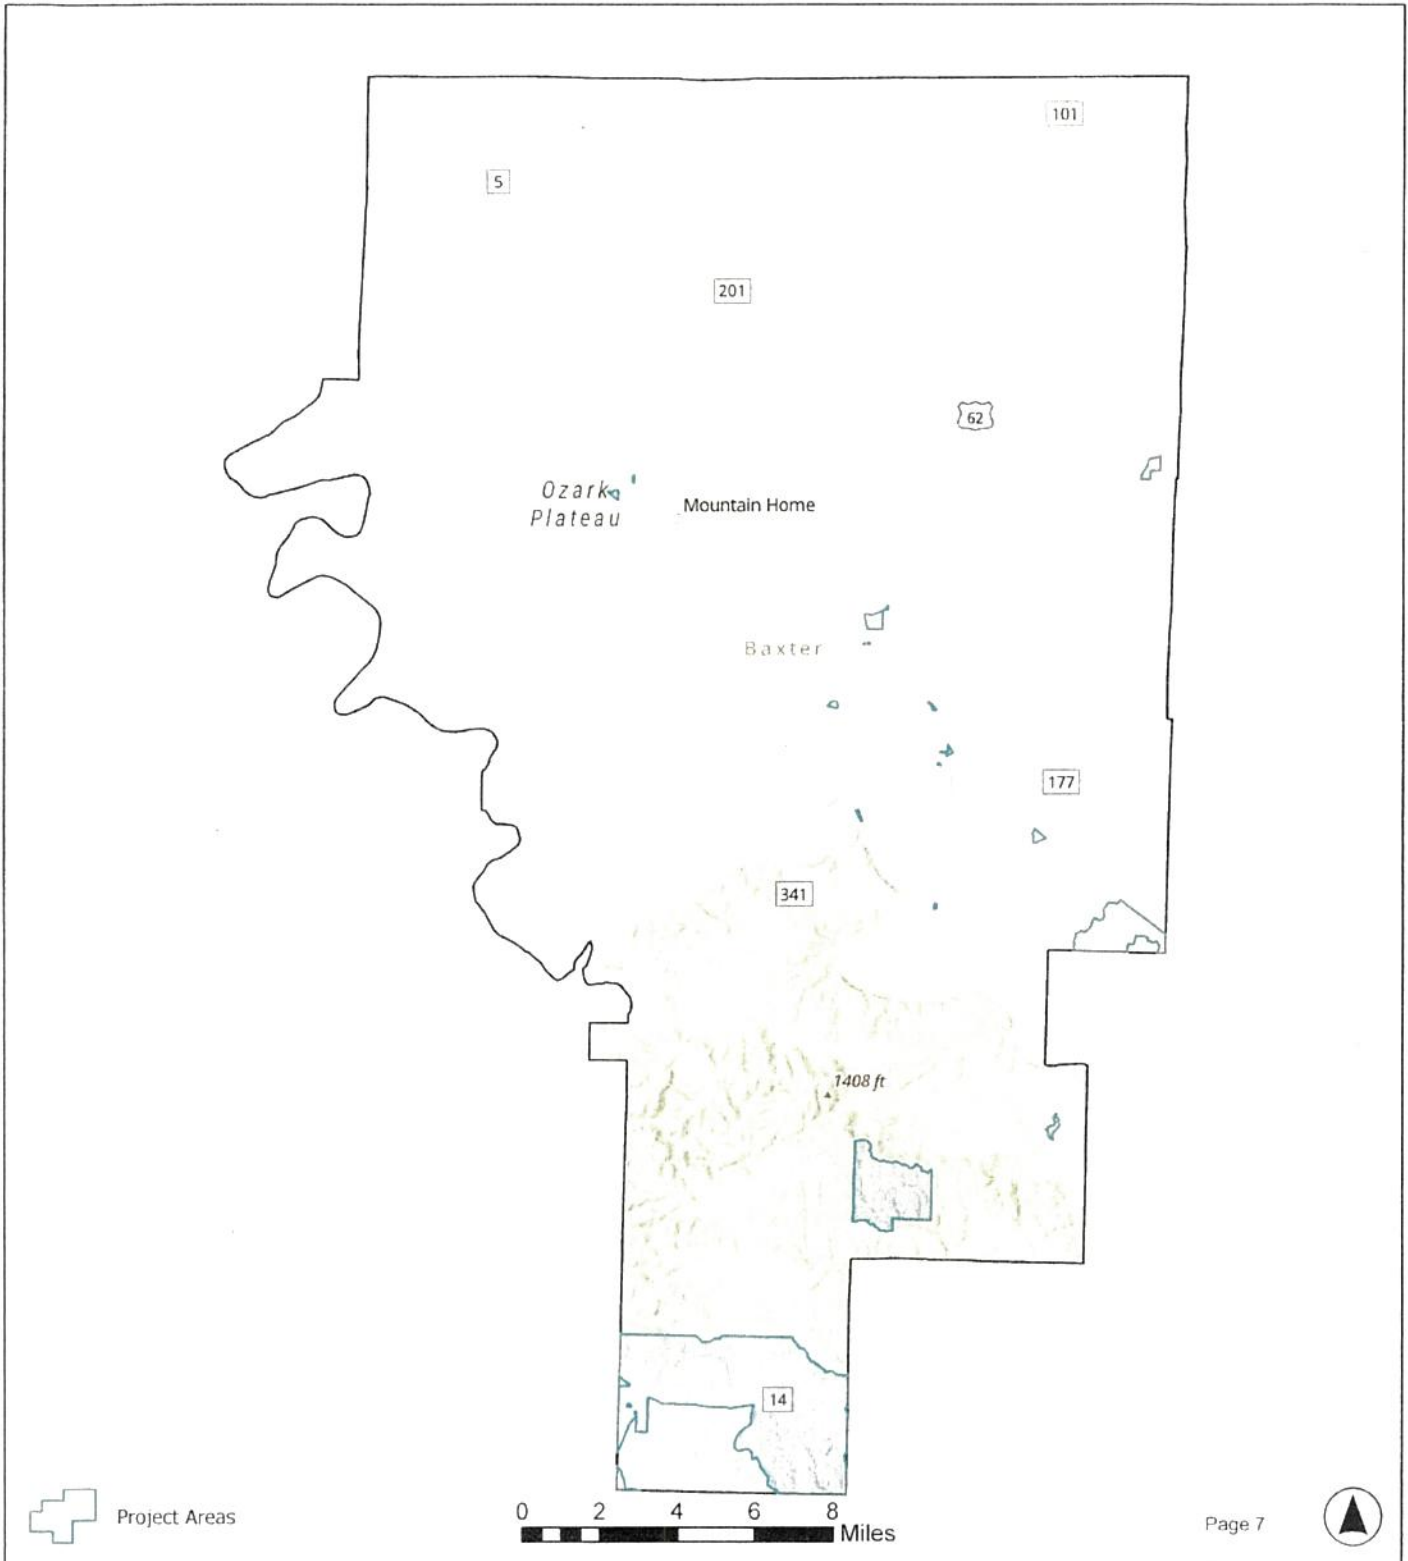 101
5
201
62
Ozark
Plateau
Mountain Home
Baxter
177
341
1408 ft
14
Project Areas
0 2 4 6 8
Miles
Page 7